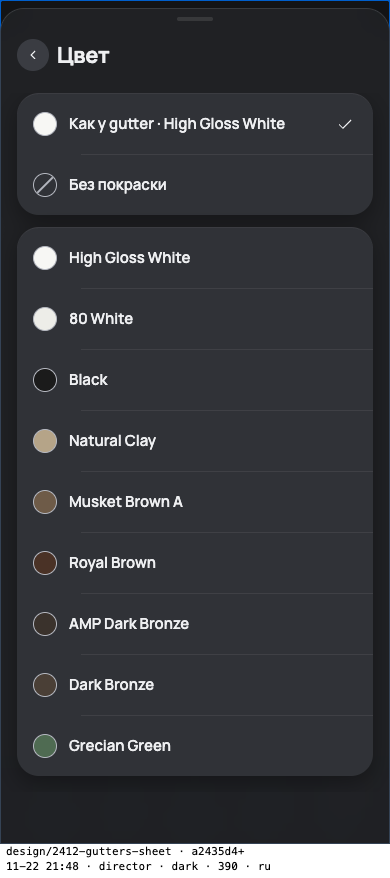 Цвет
Как у gutter · High Gloss White
Без покраски
High Gloss White
80 White
Black
Natural Clay
Musket Brown A
Royal Brown
AMP Dark Bronze
Dark Bronze
Grecian Green
design/2412-gutters-sheet · a2435d4+
11-22 21:48 · director · dark · 390 · ru